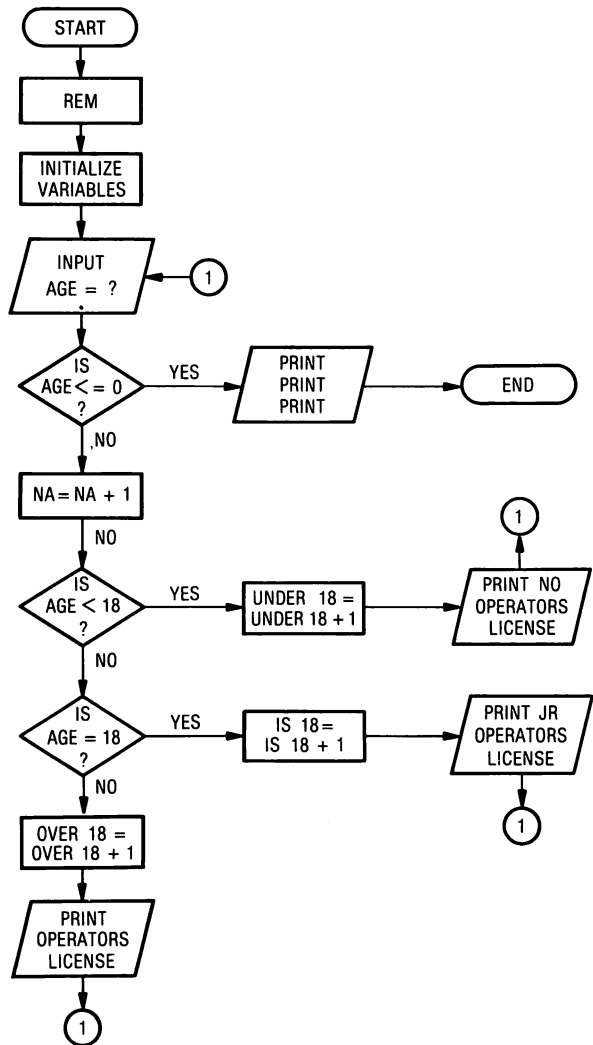 START
REM
INITIALIZE
VARIABLES
INPUT
AGE = ?
1
IS
AGE < = 0
?
YES
PRINT
PRINT
PRINT
END
NO
NA = NA + 1
NO
IS
AGE < 18
?
YES
UNDER 18 =
UNDER 18 + 1
PRINT NO
OPERATORS
LICENSE
1
NO
IS
AGE = 18
?
YES
IS 18 =
IS 18 + 1
PRINT JR
OPERATORS
LICENSE
1
NO
OVER 18 =
OVER 18 + 1
PRINT
OPERATORS
LICENSE
1